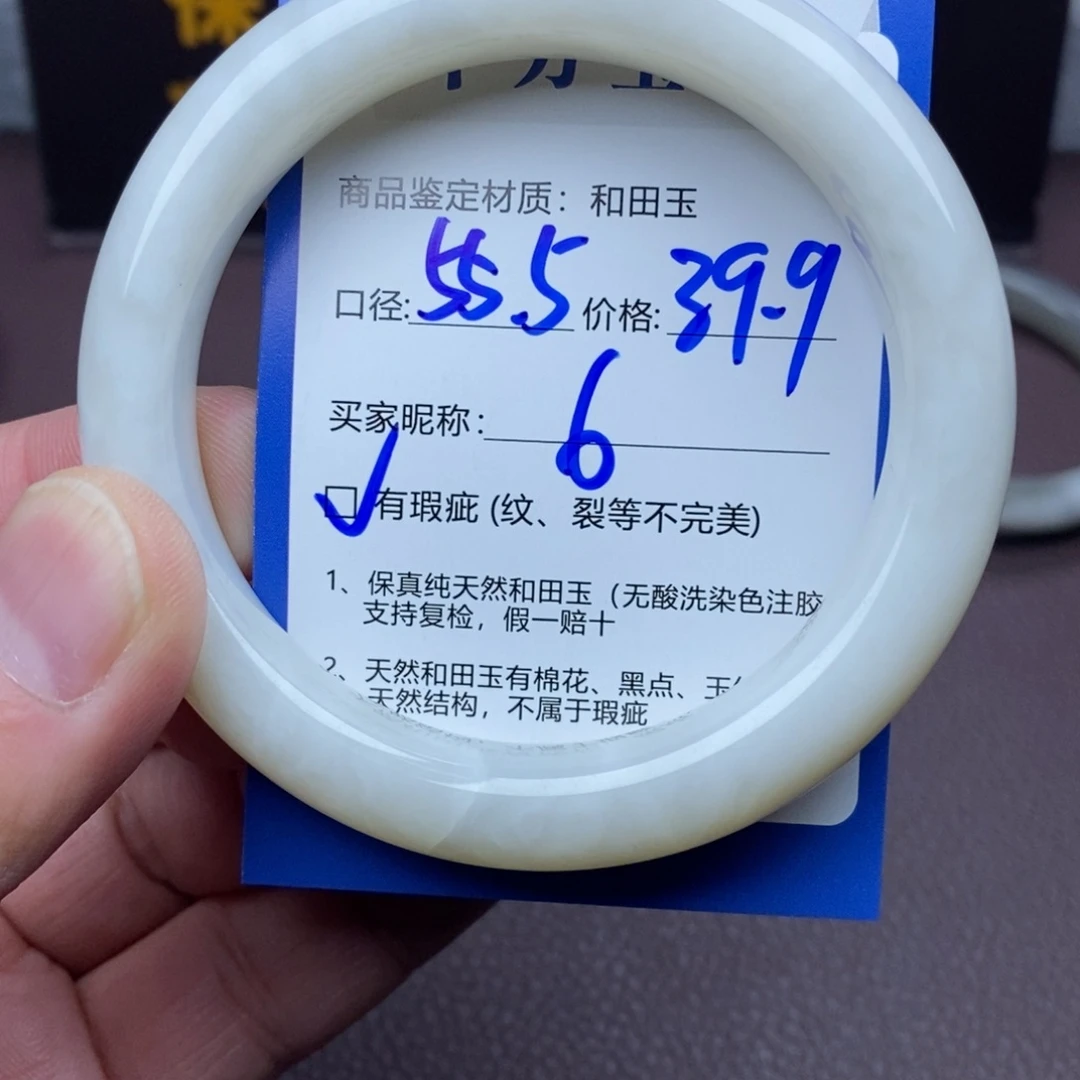 保
商品鉴定材质：和田玉
口径:55.5 价格:39.9
买家昵称：6
☑有瑕疵 (纹、裂等不完美)
1、保真纯天然和田玉（无酸洗染色注胶
支持复检，假一赔十
2、天然和田玉有棉花、黑点、玉
天然结构，不属于瑕疵